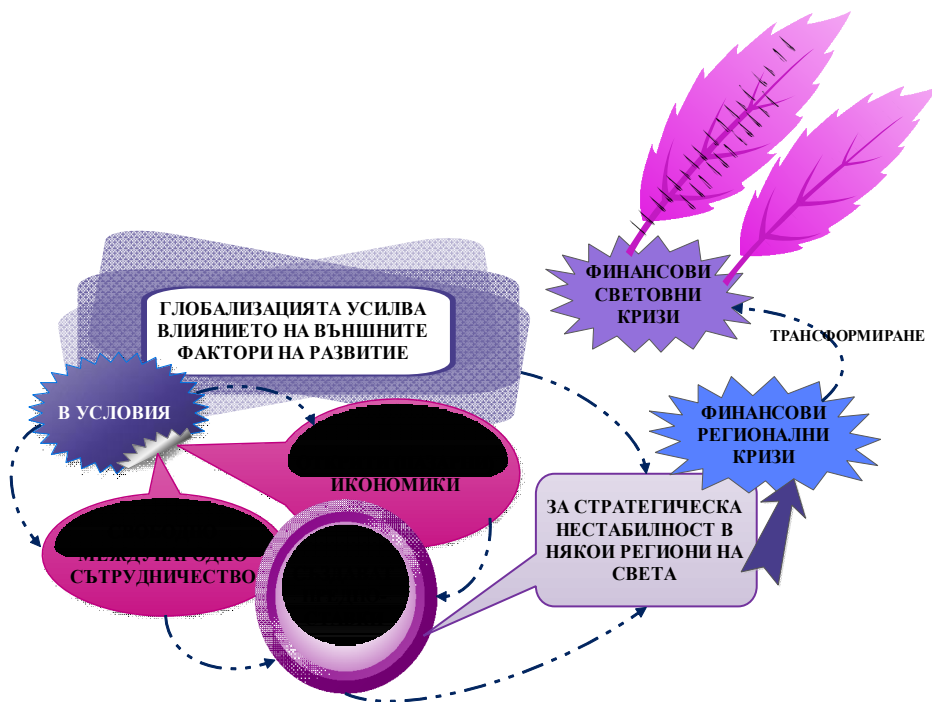 ГЛОБАЛИЗАЦИЯТА УСИЛВА
ВЛИЯНИЕТО НА ВЪНШНИТЕ
ФАКТОРИ НА РАЗВИТИЕ
В УСЛОВИЯ
ИКОНОМИКИ
МЕЖДУНАРОДНО
СЪТРУДНИЧЕСТВО
ЗА СТРАТЕГИЧЕСКА
НЕСТАБИЛНОСТ В
НЯКОИ РЕГИОНИ НА
СВЕТА
ФИНАНСОВИ
РЕГИОНАЛНИ
КРИЗИ
ТРАНСФОРМИРАНЕ
ФИНАНСОВИ
СВЕТОВНИ
КРИЗИ